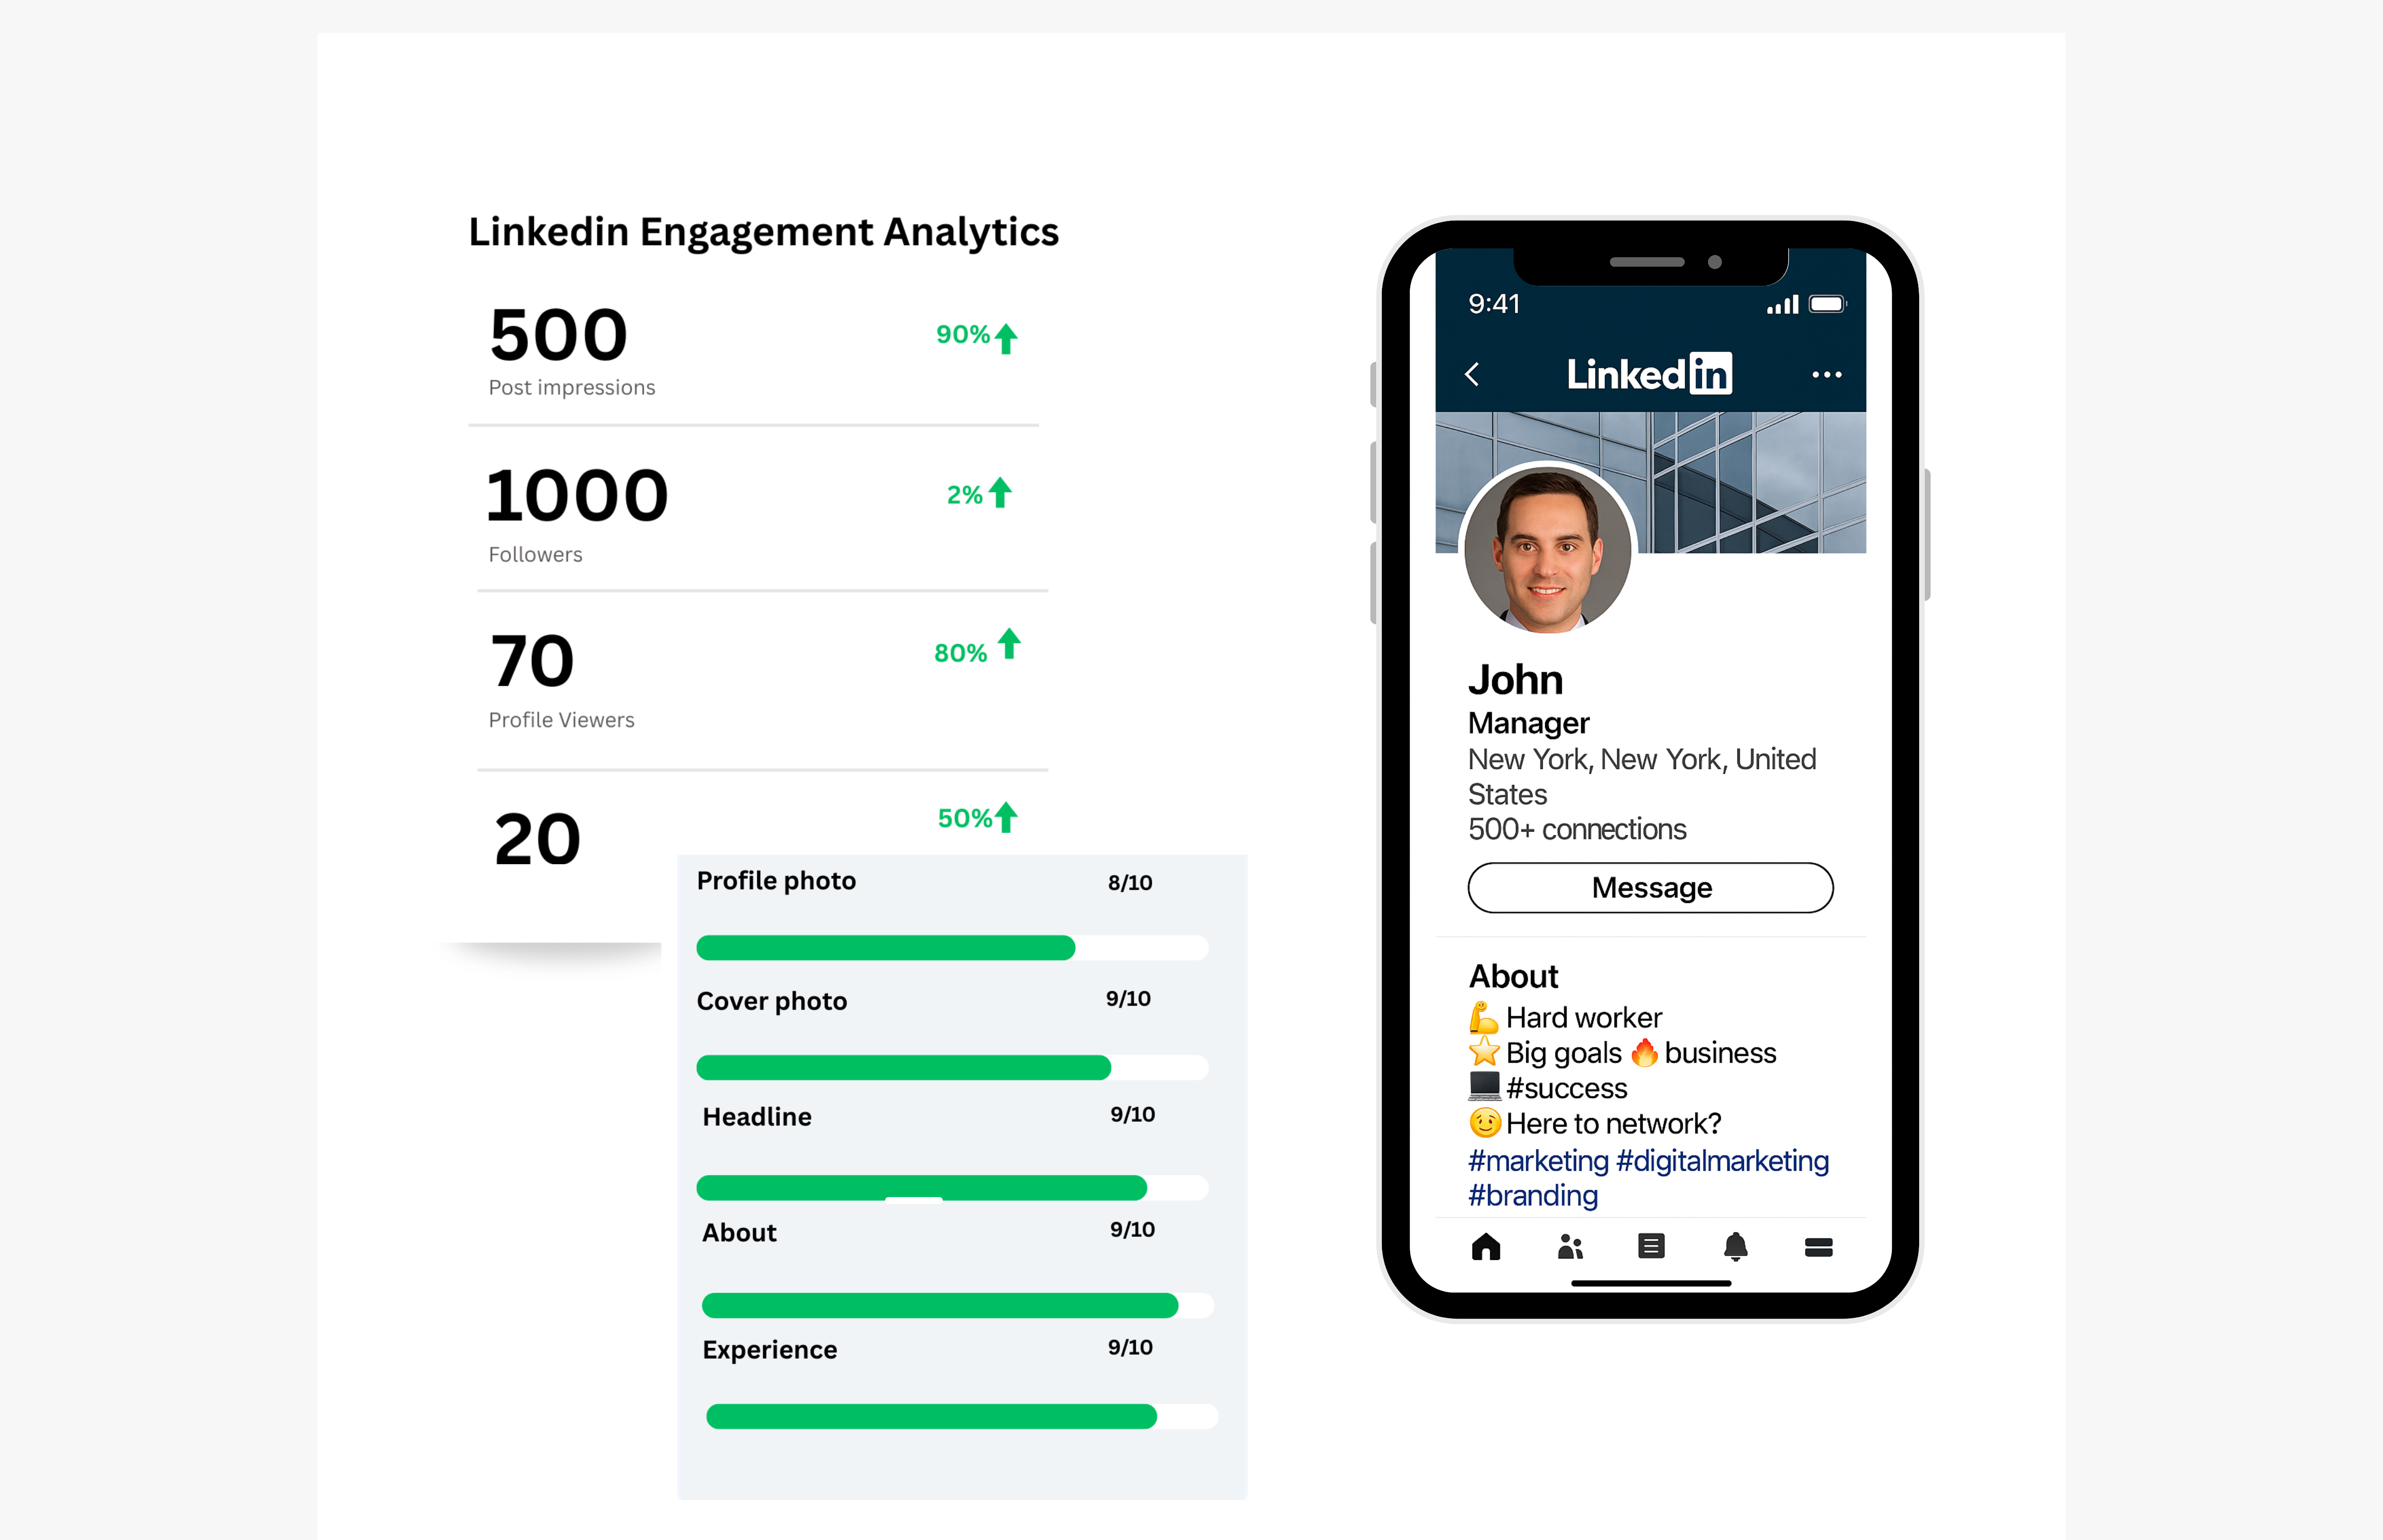 Linkedin Engagement Analytics
500
90%
Post impressions
1000
2%
Followers
70
80%
Profile Viewers
20
50%
Profile photo 8/10
Cover photo 9/10
Headline 9/10
About 9/10
Experience 9/10
9:41
Linkedin
John
Manager
New York, New York, United
States
500+ connections
Message
About
💪 Hard worker
⭐ Big goals 🔥 business
💻 #success
😉 Here to network?
#marketing #digitalmarketing
#branding